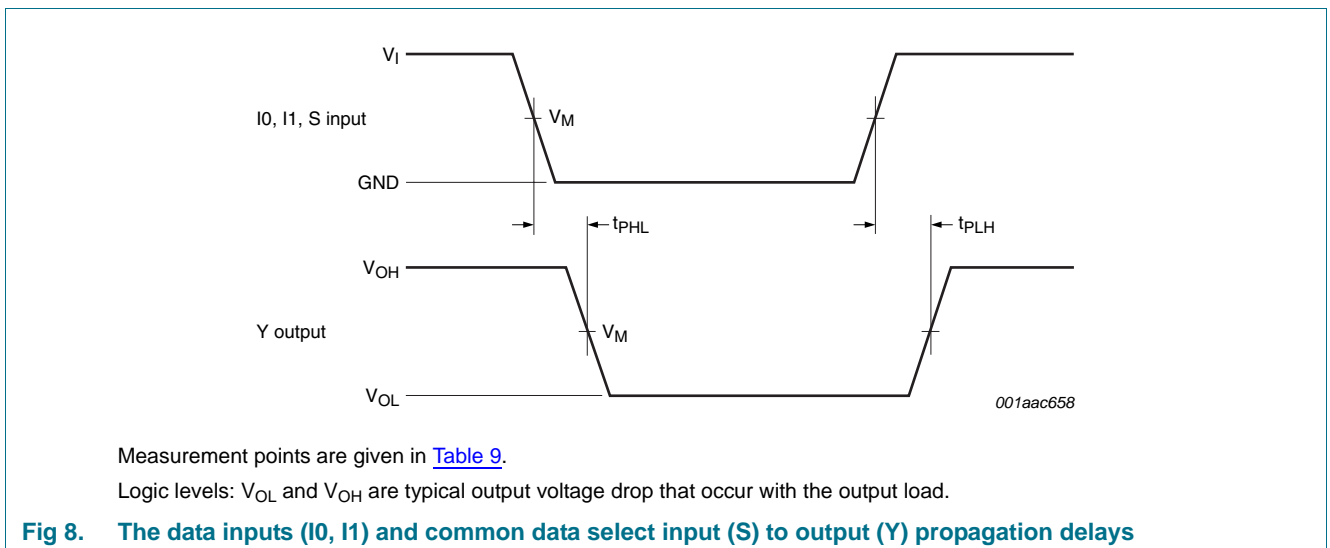 VI
I0, I1, S input
VM
GND
tPHL
tPLH
VOH
Y output
VM
VOL
001aac658
Measurement points are given in Table 9.
Logic levels: VOL and VOH are typical output voltage drop that occur with the output load.
Fig 8. The data inputs (I0, I1) and common data select input (S) to output (Y) propagation delays